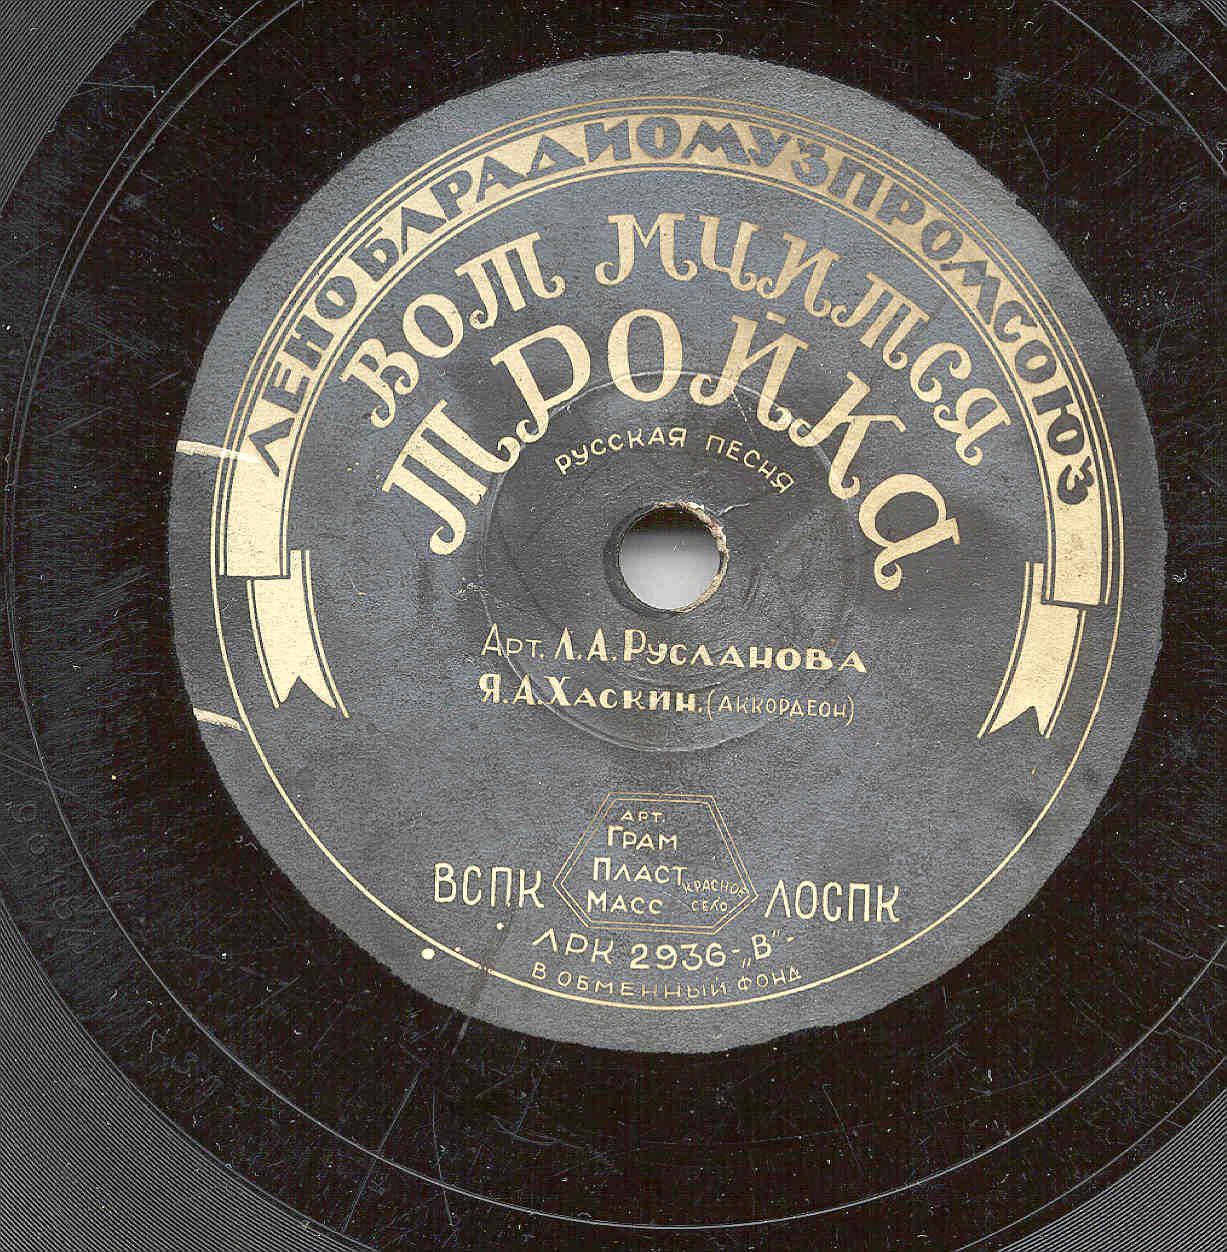 ЛЕНОБЛРАДИОМУЗПРОМСОЮЗ
ВОТ МЧИТСЯ
ТРОЙКА
РУССКАЯ ПЕСНЯ
АРТ. Л.А.РУСЛАНОВА
Я.А.ХАСКИН.(АККОРДЕОН)
АРТ.
ГРАМ
ПЛАСТ
МАСС
КРАСНОЕ
СЕЛО
ВСПК
ЛОСПК
ЛРК 2936-„В"-
В ОБМЕННЫЙ ФОНД